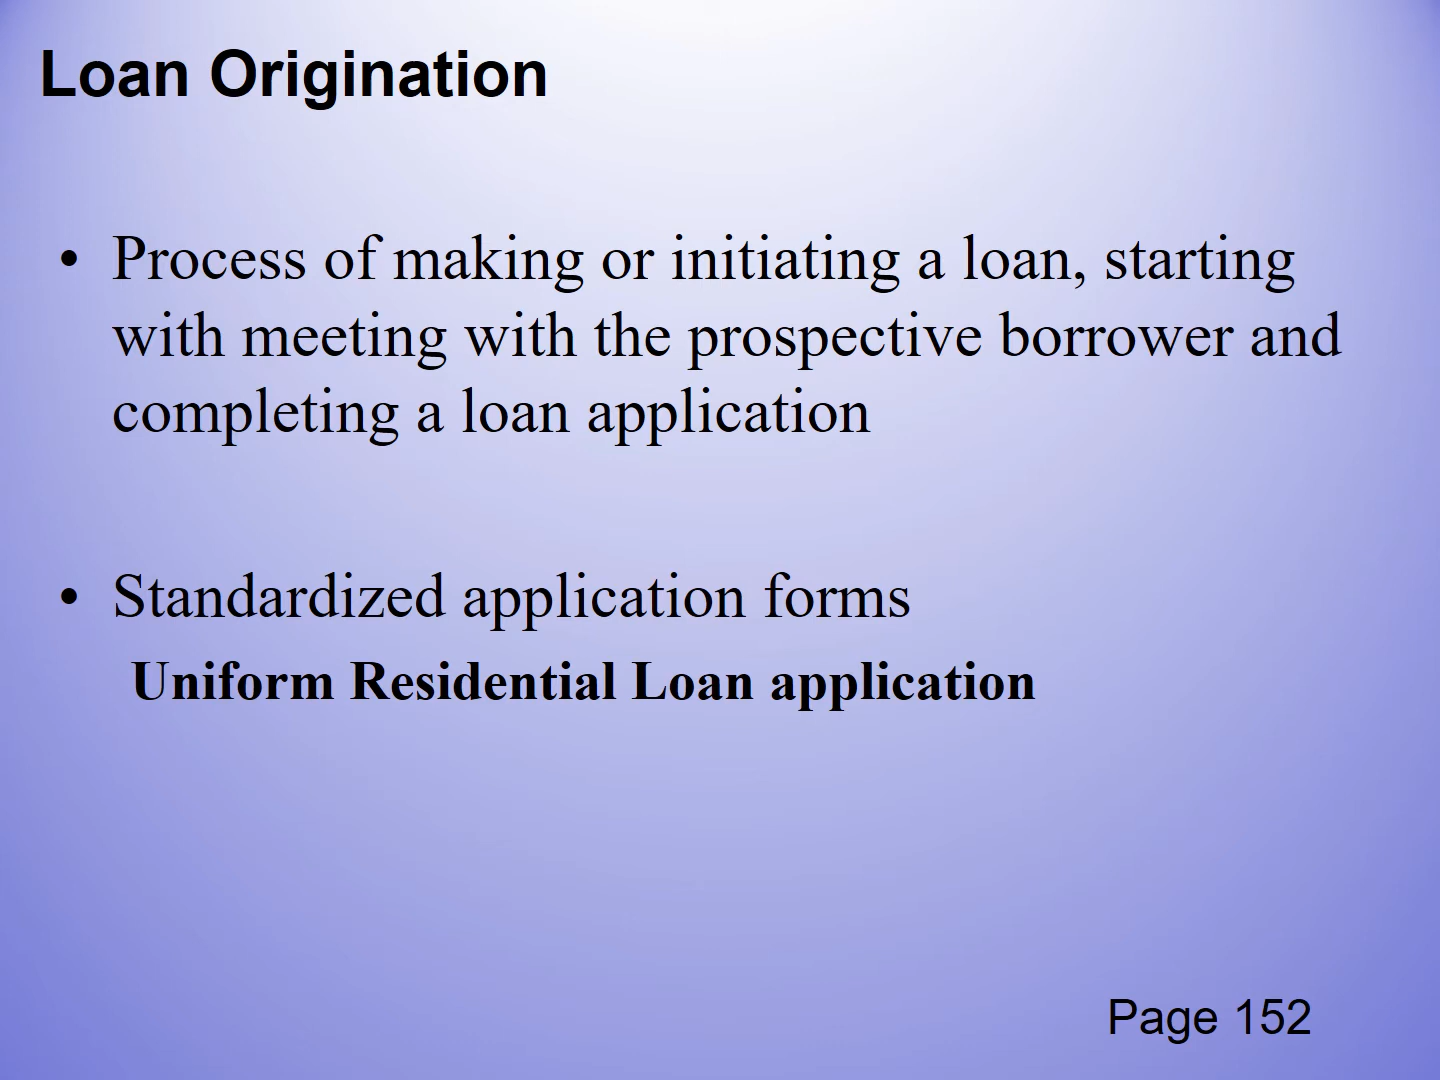 Loan Origination
• Process of making or initiating a loan, starting
with meeting with the prospective borrower and
completing a loan application
• Standardized application forms
Uniform Residential Loan application
Page 152